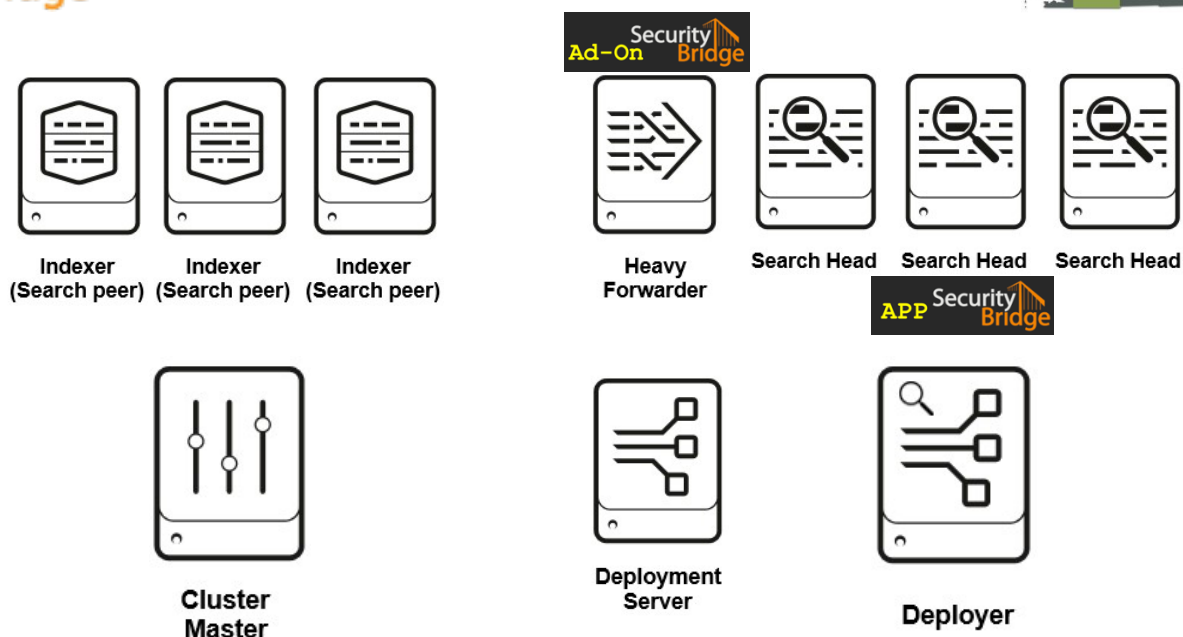 Security
Ad-On Bridge
Indexer
(Search peer)
Indexer
(Search peer)
Indexer
(Search peer)
Heavy
Forwarder
Search Head
Search Head
Search Head
APP Security
Bridge
Cluster
Master
Deployment
Server
Deployer